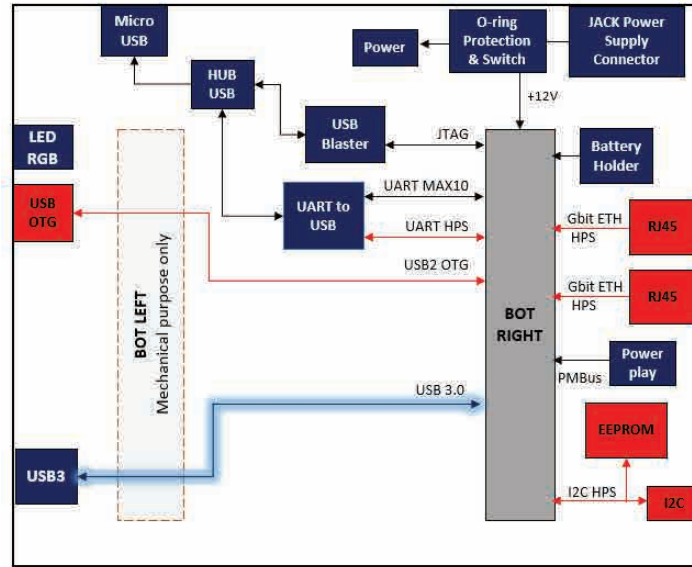 Micro
USB
HUB
USB
Power
O-ring
Protection
& Switch
JACK Power
Supply
Connector
+12V
USB
Blaster
JTAG
Battery
Holder
LED
RGB
USB
OTG
UART to
USB
UART MAX10
UART HPS
USB2 OTG
Gbit ETH
HPS
RJ45
Gbit ETH
HPS
RJ45
BOT LEFT
Mechanical purpose only
BOT
RIGHT
Power
play
PMBus
USB 3.0
EEPROM
USB3
I2C HPS
I2C